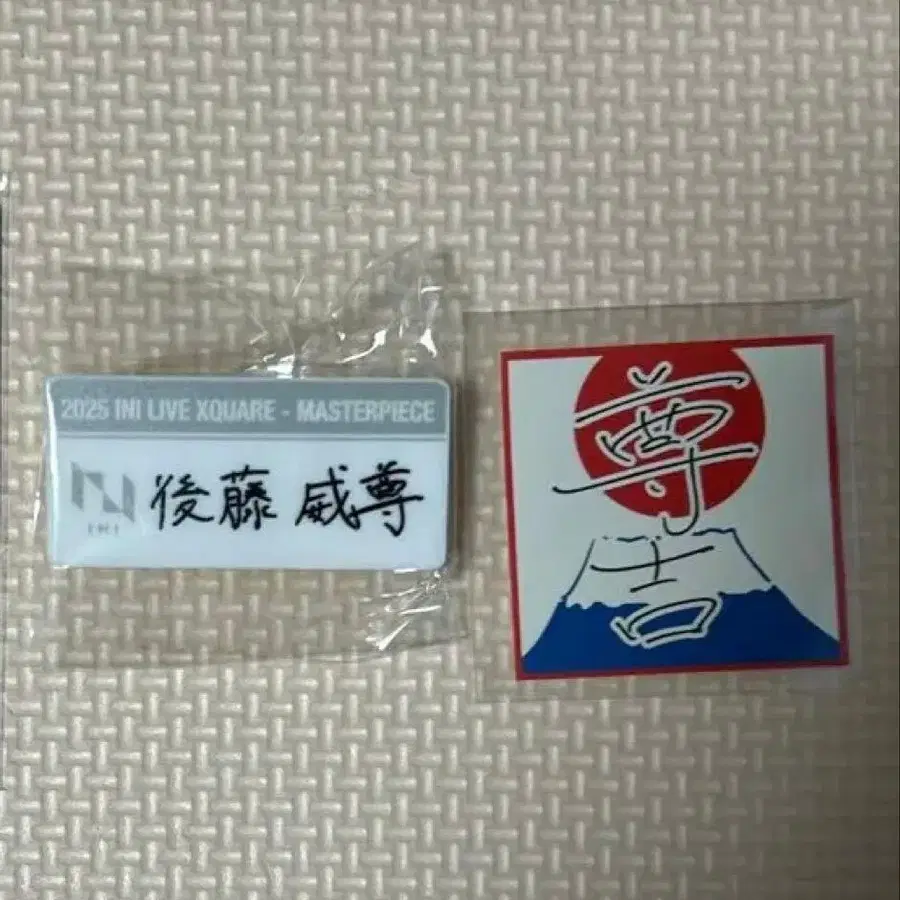 2025 INI LIVE XQUARE - MASTERPIECE
INI
後藤 威尊
尊
吉